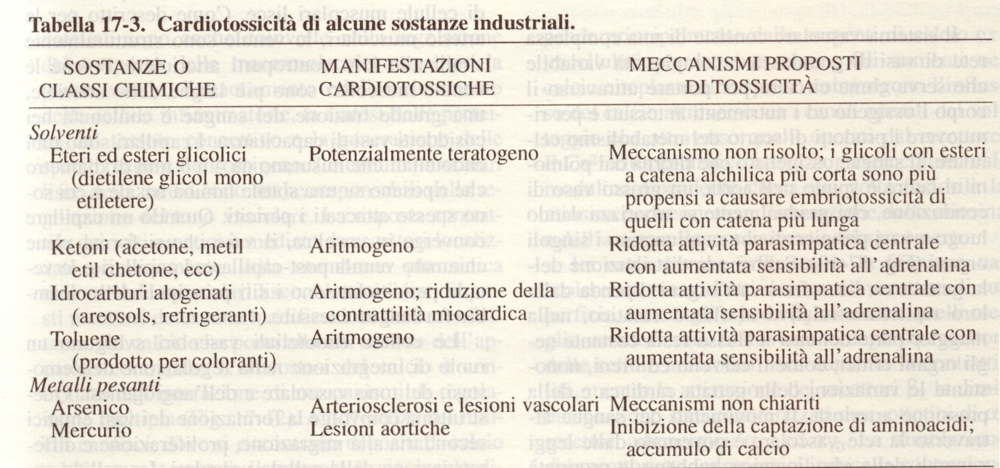 Tabella 17-3. Cardiotossicità di alcune sostanze industriali.
SOSTANZE O CLASSI CHIMICHE
MANIFESTAZIONI CARDIOTOSSICHE
MECCANISMI PROPOSTI DI TOSSICITÀ
Solventi
Eteri ed esteri glicolici
(dietilene glicol mono
etiletere)
Potenzialmente teratogeno
Meccanismo non risolto; i glicoli con esteri
a catena alchilica più corta sono più
propensi a causare embriotossicità di
quelli con catena più lunga
Ketoni (acetone, metil
etil chetone, ecc)
Aritmogeno
Ridotta attività parasimpatica centrale
con aumentata sensibilità all'adrenalina
Idrocarburi alogenati
(areosols, refrigeranti)
Aritmogeno; riduzione della
contrattilità miocardica
Ridotta attività parasimpatica centrale con
aumentata sensibilità all'adrenalina
Toluene
(prodotto per coloranti)
Aritmogeno
Ridotta attività parasimpatica centrale con
aumentata sensibilità all'adrenalina
Metalli pesanti
Arsenico
Arteriosclerosi e lesioni vascolari
Meccanismi non chiariti
Mercurio
Lesioni aortiche
Inibizione della captazione di aminoacidi;
accumulo di calcio